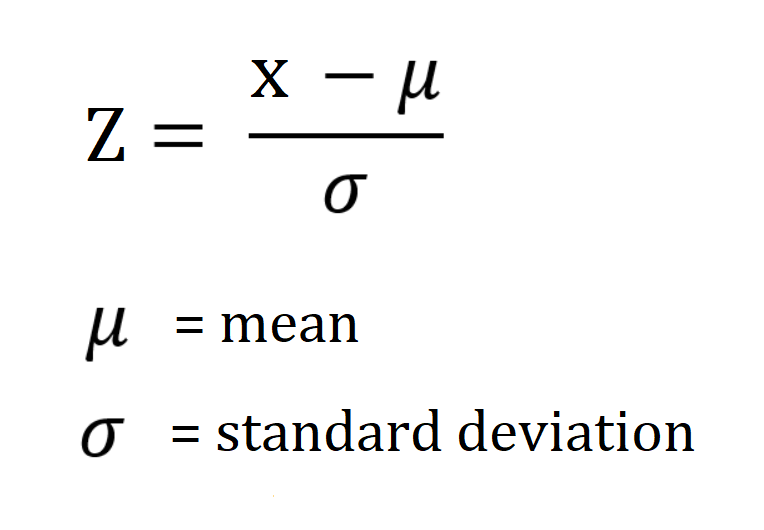 Z = x − μ / σ
μ = mean
σ = standard deviation